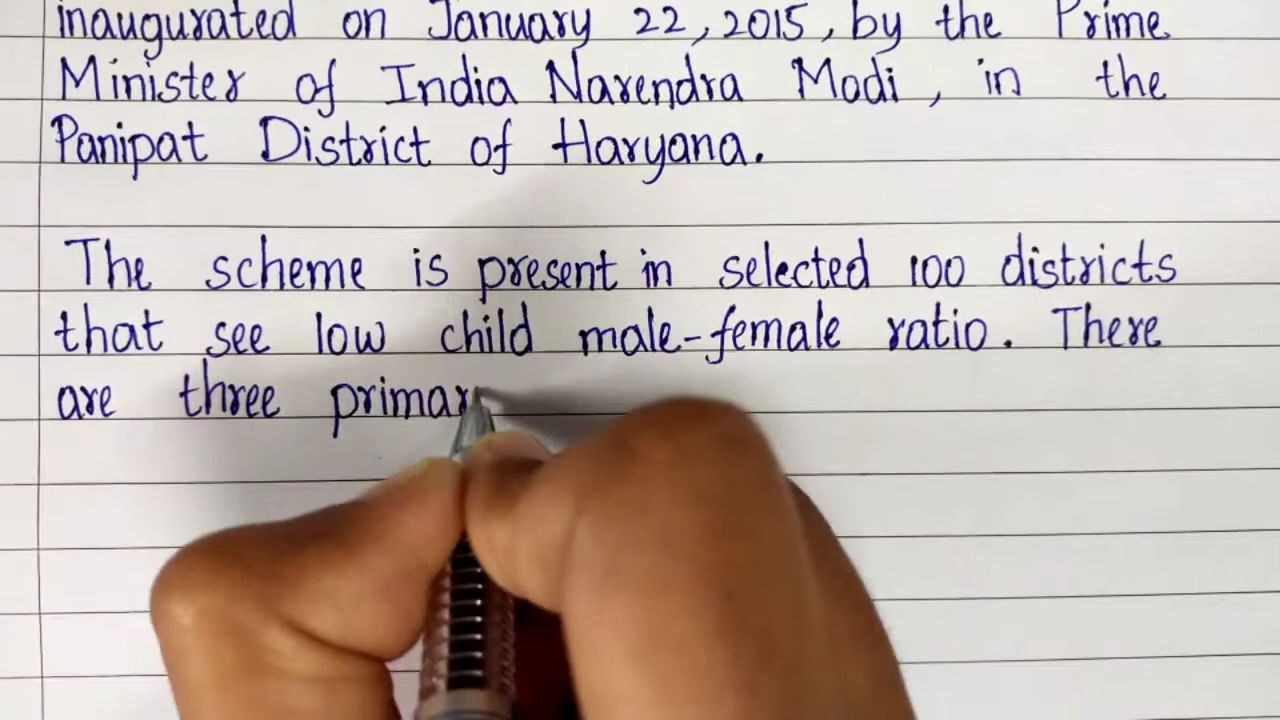 inaugurated on January 22, 2015, by the Prime
Minister of India Narendra Modi, in the
Panipat District of Haryana.
The scheme is present in selected 100 districts
that see low child male-female ratio. There
are three primar